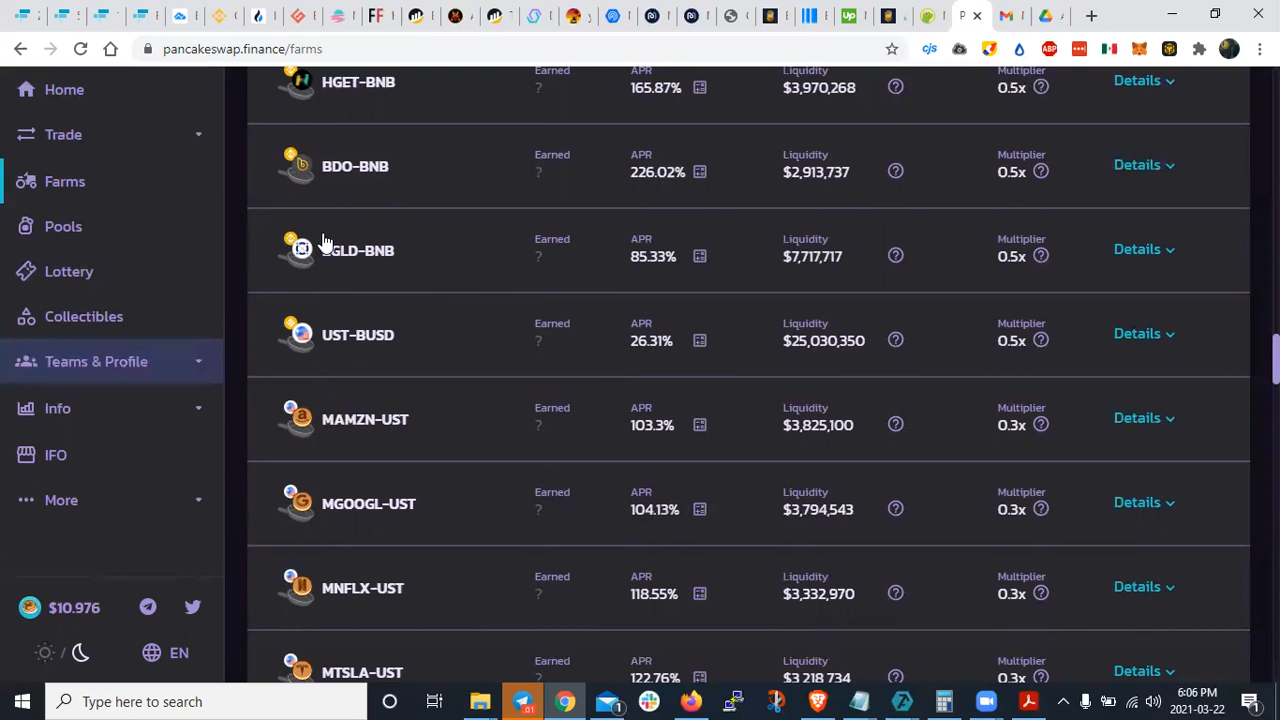 pancakeswap.finance/farms
Home
Trade
Farms
Pools
Lottery
Collectibles
Teams & Profile
Info
IFO
More
$10.976
EN
HGET-BNB Earned ? APR 165.87% Liquidity $3,970,268 Multiplier 0.5x Details
BDO-BNB Earned ? APR 226.02% Liquidity $2,913,737 Multiplier 0.5x Details
GLD-BNB Earned ? APR 85.33% Liquidity $7,717,717 Multiplier 0.5x Details
UST-BUSD Earned ? APR 26.31% Liquidity $25,030,350 Multiplier 0.5x Details
MAMZN-UST Earned ? APR 103.3% Liquidity $3,825,100 Multiplier 0.3x Details
MGOOGL-UST Earned ? APR 104.13% Liquidity $3,794,543 Multiplier 0.3x Details
MNFLX-UST Earned ? APR 118.55% Liquidity $3,332,970 Multiplier 0.3x Details
MTSLA-UST Earned ? APR 122.76% Liquidity $3,218,734 Multiplier 0.3x Details
Type here to search
6:06 PM
2021-03-22